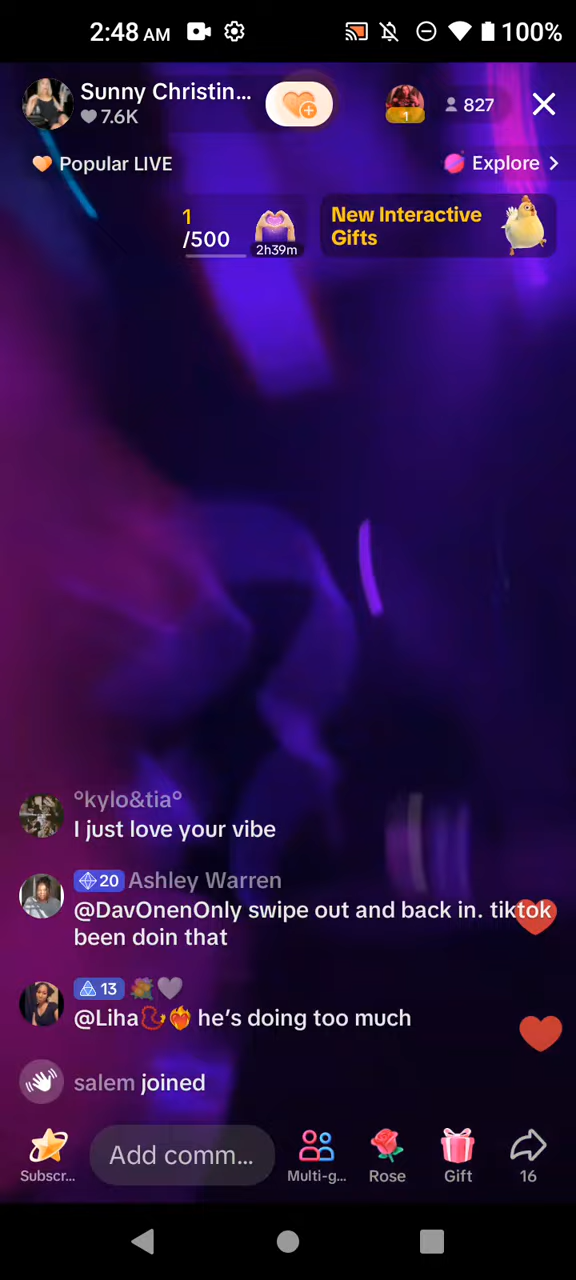 2:48 AM
100%
Sunny Christin...
7.6K
1
827
Popular LIVE
Explore >
1
/500
2h39m
New Interactive
Gifts
°kylo&tia°
I just love your vibe
20 Ashley Warren
@DavOnenOnly swipe out and back in. tiktok
been doin that
13 💐🩶
@Liha📿❤️‍🔥 he’s doing too much
salem joined
Subscr...
Add comm...
Multi-g...
Rose
Gift
16